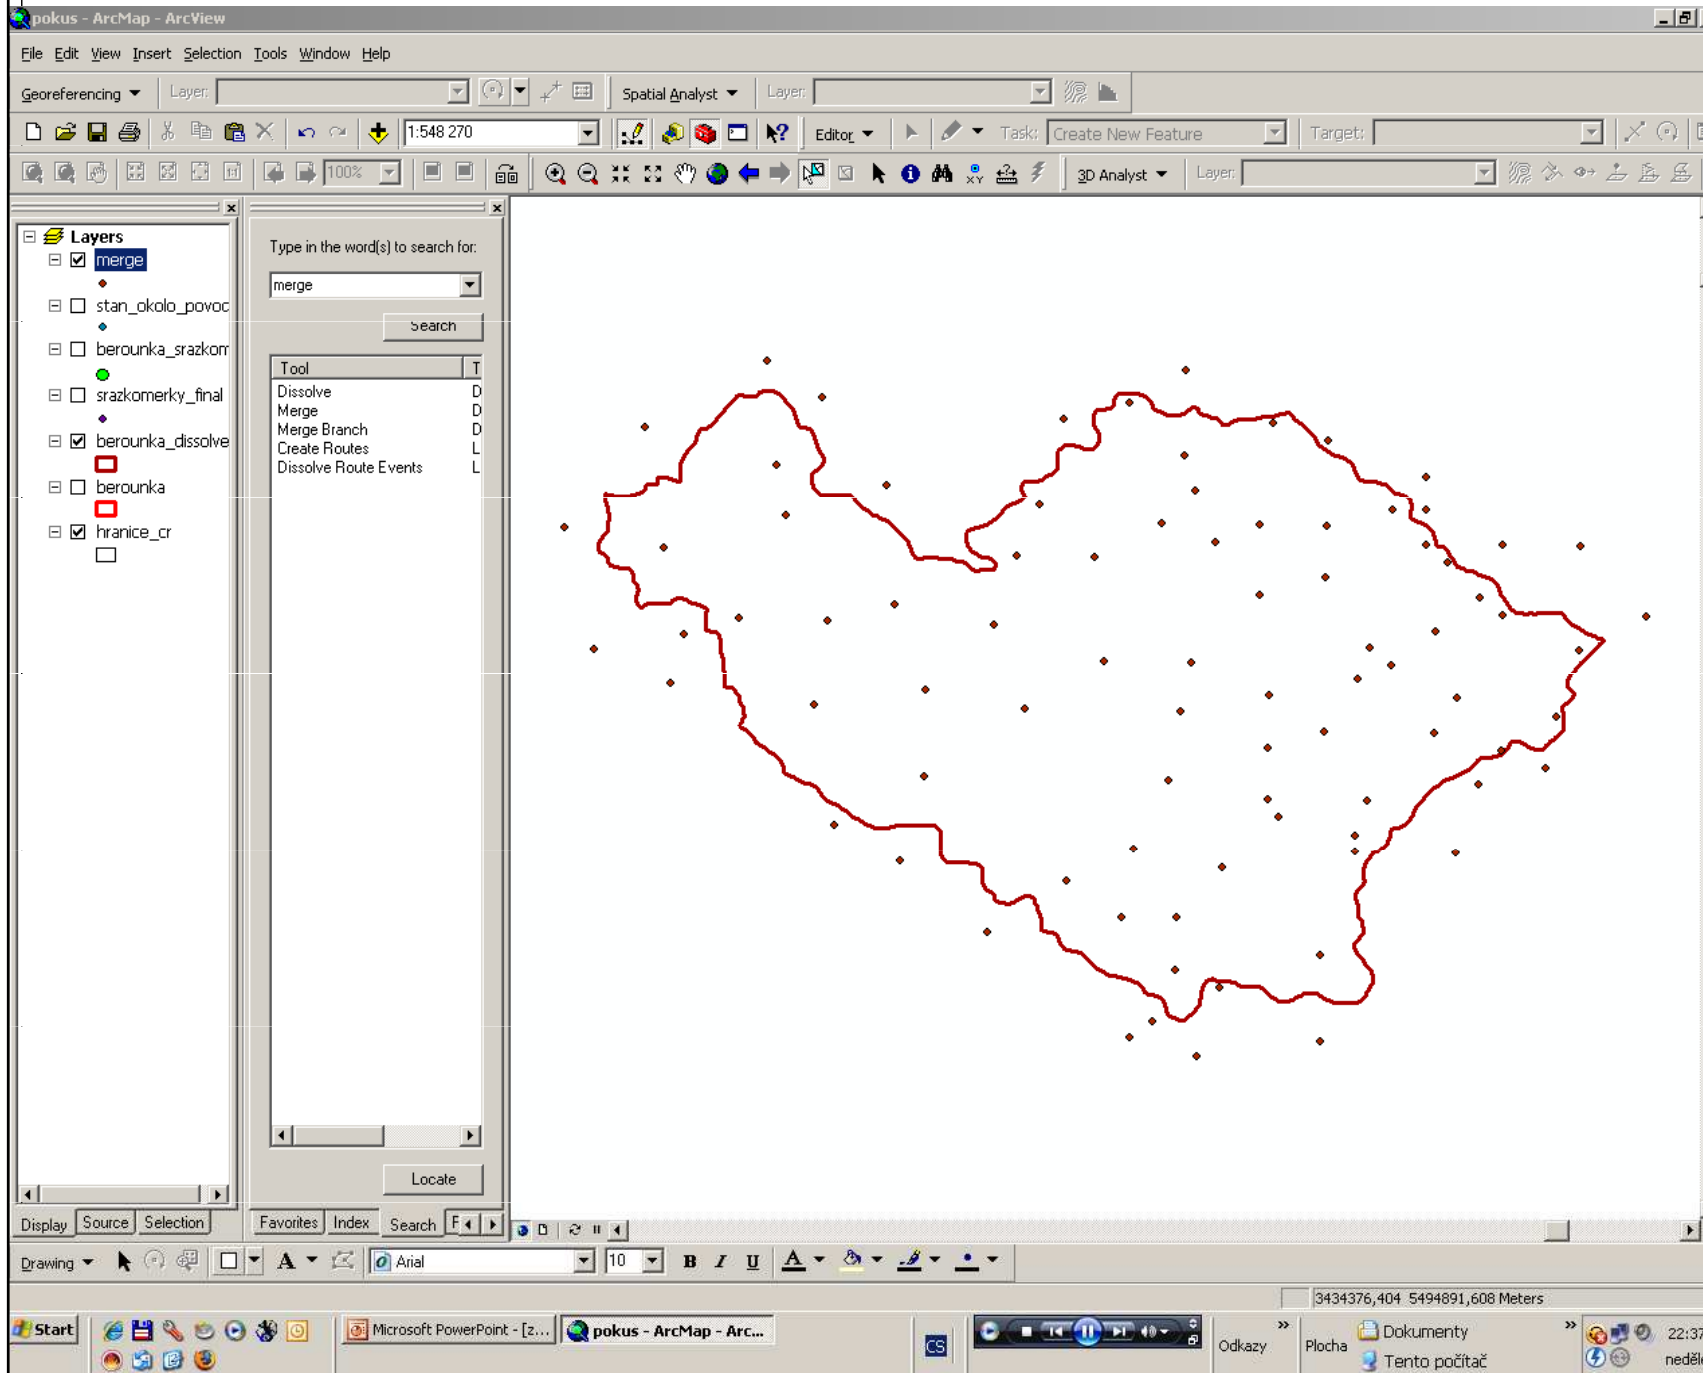 pokus - ArcMap - ArcView
File Edit View Insert Selection Tools Window Help
Georeferencing Layer: Spatial Analyst Layer:
1:548 270 Editor Task: Create New Feature Target:
100% 3D Analyst Layer:
Layers
merge
stan_okolo_povoc
berounka_srazkom
srazkomerky_final
berounka_dissolve
berounka
hranice_cr
Display Source Selection
Type in the word(s) to search for:
merge
Search
Tool T
Dissolve D
Merge D
Merge Branch D
Create Routes L
Dissolve Route Events L
Locate
Favorites Index Search
Drawing A Arial 10 B I U A
3434376,404 5494891,608 Meters
Start Microsoft PowerPoint - [z... pokus - ArcMap - Arc... CS Odkazy Plocha Dokumenty 22:37
Tento počítač neděle